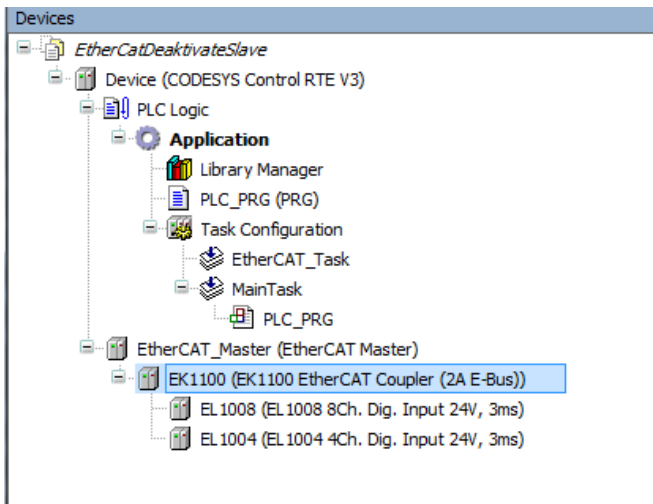 Devices
EtherCatDeaktivateSlave
Device (CODESYS Control RTE V3)
PLC Logic
Application
Library Manager
PLC_PRG (PRG)
Task Configuration
EtherCAT_Task
MainTask
PLC_PRG
EtherCAT_Master (EtherCAT Master)
EK1100 (EK1100 EtherCAT Coupler (2A E-Bus))
EL1008 (EL1008 8Ch. Dig. Input 24V, 3ms)
EL1004 (EL1004 4Ch. Dig. Input 24V, 3ms)